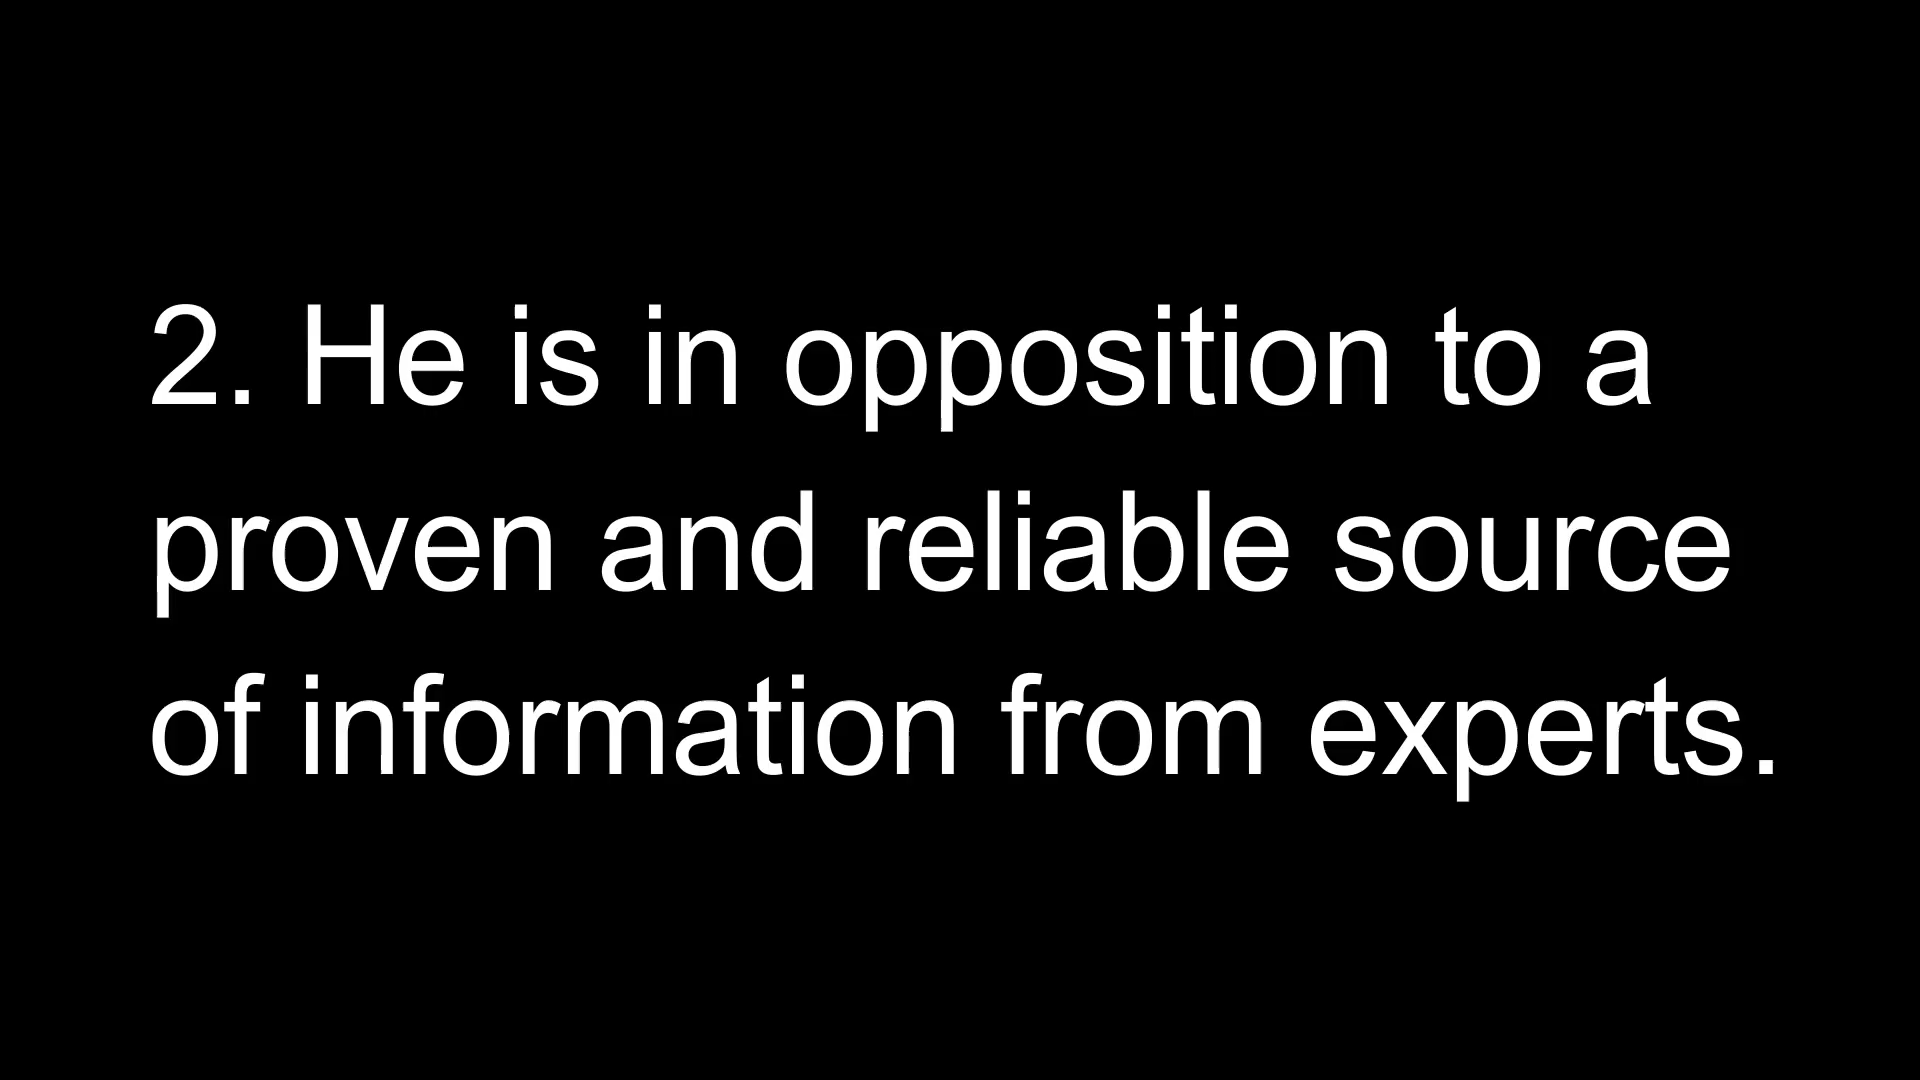 2. He is in opposition to a
proven and reliable source
of information from experts.